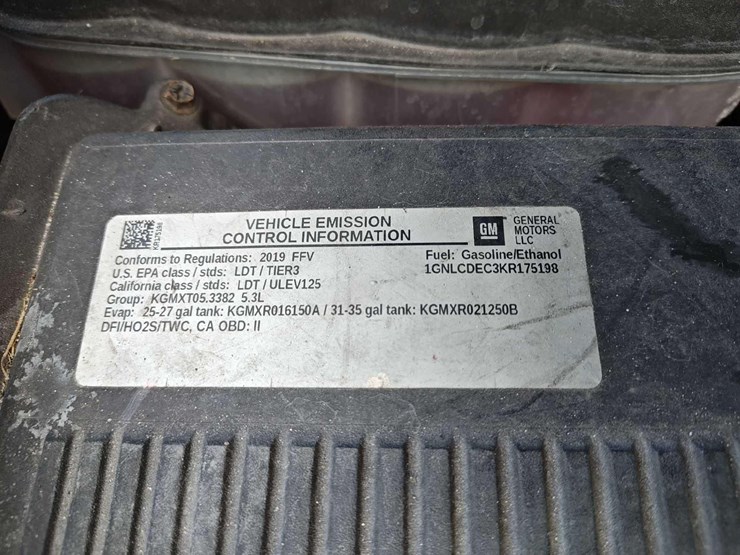 VEHICLE EMISSION
CONTROL INFORMATION
GM
GENERAL
MOTORS
LLC
KR175198
Conforms to Regulations: 2019 FFV
Fuel: Gasoline/Ethanol
U.S. EPA class / stds: LDT / TIER3
1GNLCDEC3KR175198
California class / stds: LDT / ULEV125
Group: KGMXT05.3382 5.3L
Evap: 25-27 gal tank: KGMXR016150A / 31-35 gal tank: KGMXR021250B
DFI/HO2S/TWC, CA OBD: II